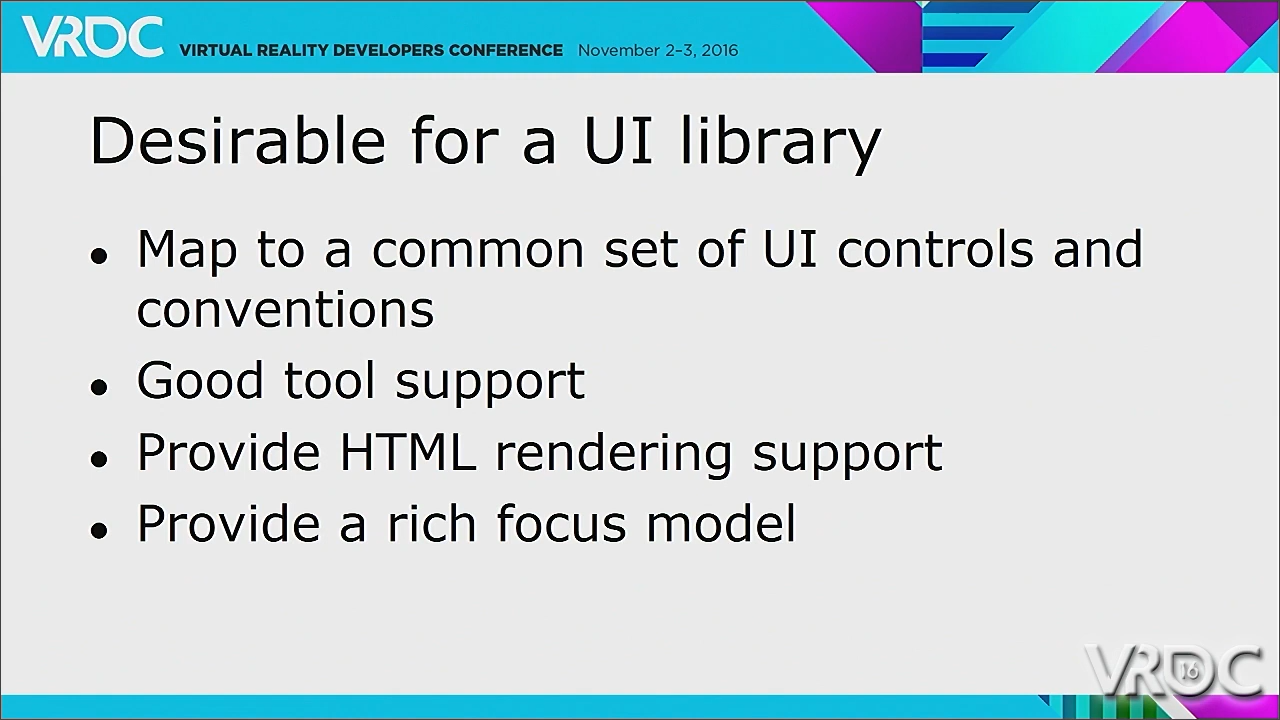 VRDC VIRTUAL REALITY DEVELOPERS CONFERENCE November 2-3, 2016
Desirable for a UI library
• Map to a common set of UI controls and
conventions
• Good tool support
• Provide HTML rendering support
• Provide a rich focus model
VRDC 16